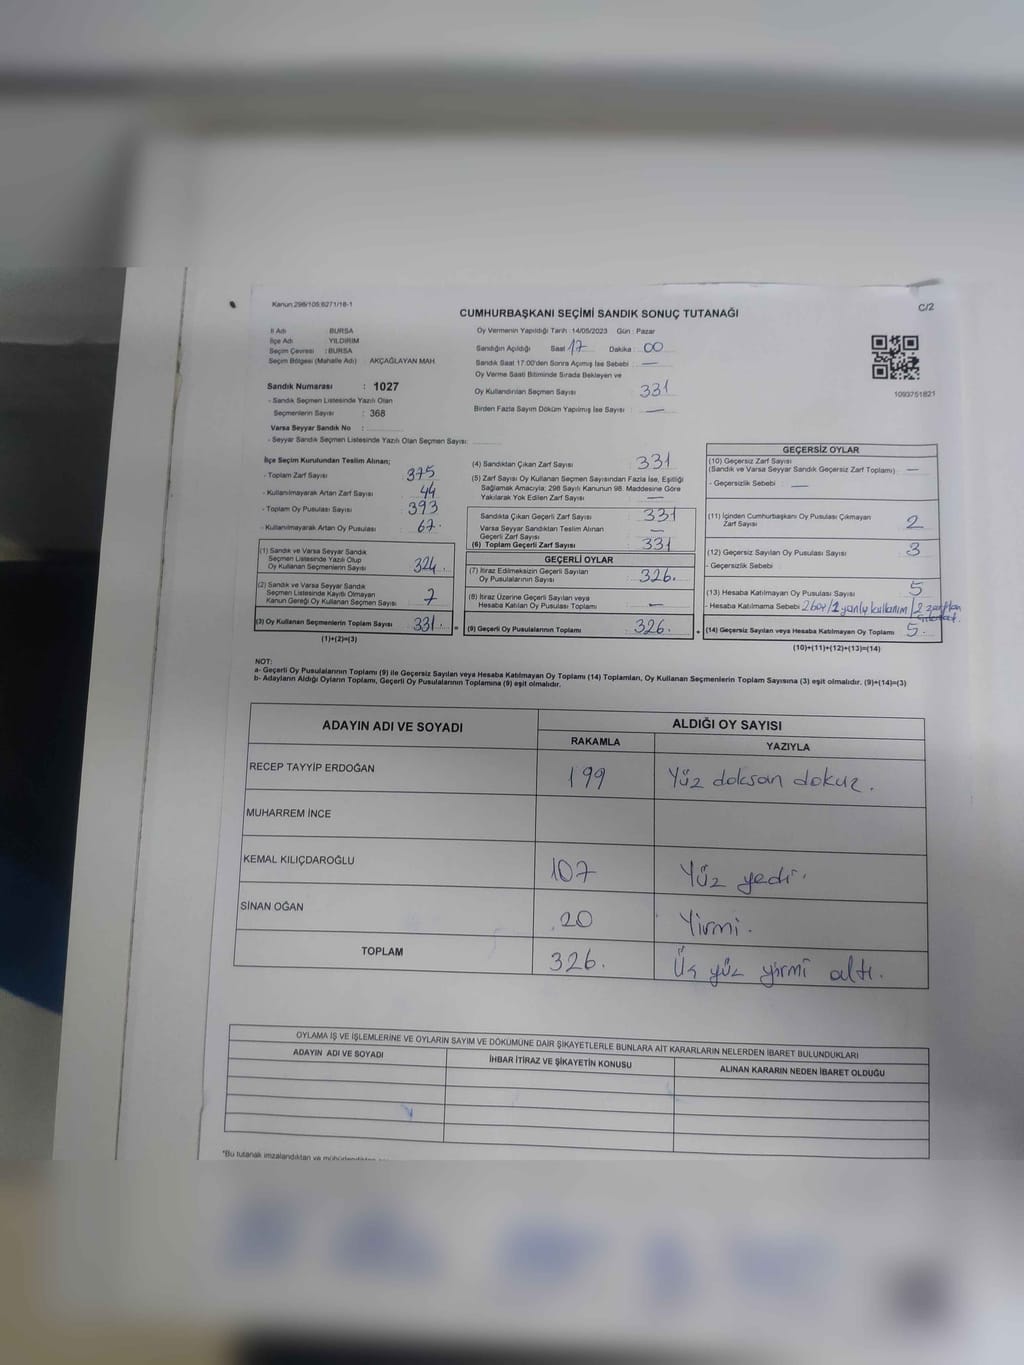 Kanun:298/105;6271/18-1
C/2
CUMHURBAŞKANI SEÇİMİ SANDIK SONUÇ TUTANAĞI
İl Adı : BURSA
İlçe Adı : YILDIRIM
Seçim Çevresi : BURSA
Seçim Bölgesi (Mahalle Adı) AKÇAĞLAYAN MAH.
Sandık Numarası : 1027
- Sandık Seçmen Listesinde Yazılı Olan
Seçmenlerin Sayısı : 368
Varsa Seyyar Sandık No :
- Seyyar Sandık Seçmen Listesinde Yazılı Olan Seçmen Sayısı:
Oy Vermenin Yapıldığı Tarih :14/05/2023 Gün : Pazar
Sandığın Açıldığı Saat 17 Dakika : 00
Sandık Saat 17.00'den Sonra Açılmış İse Sebebi : —
Oy Verme Saati Bitiminde Sırada Bekleyen ve
Oy Kullandırılan Seçmen Sayısı 331
Birden Fazla Sayım Döküm Yapılmış İse Sayısı : —
1093751821
İlçe Seçim Kurulundan Teslim Alınan;
- Toplam Zarf Sayısı : 375
- Kullanılmayarak Artan Zarf Sayısı : 44
- Toplam Oy Pusulası Sayısı : 393
- Kullanılmayarak Artan Oy Pusulası : 67.
(1) Sandık ve Varsa Seyyar Sandık
Seçmen Listesinde Yazılı Olup
Oy Kullanan Seçmenlerin Sayısı 324.
(2) Sandık ve Varsa Seyyar Sandık
Seçmen Listesinde Kayıtlı Olmayan
Kanun Gereği Oy Kullanan Seçmen Sayısı 7
(3) Oy Kullanan Seçmenlerin Toplam Sayısı 331.
(1)+(2)=(3)
(4) Sandıktan Çıkan Zarf Sayısı : 331
(5) Zarf Sayısı Oy Kullanan Seçmen Sayısından Fazla İse, Eşitliği
Sağlamak Amacıyla; 298 Sayılı Kanunun 98. Maddesine Göre
Yakılarak Yok Edilen Zarf Sayısı : —
Sandıkta Çıkan Geçerli Zarf Sayısı : 331
Varsa Seyyar Sandıktan Teslim Alınan
Geçerli Zarf Sayısı : —
(6) Toplam Geçerli Zarf Sayısı : 331
GEÇERLİ OYLAR
(7) İtiraz Edilmeksizin Geçerli Sayılan
Oy Pusulalarının Sayısı : 326.
(8) İtiraz Üzerine Geçerli Sayılan veya
Hesaba Katılan Oy Pusulası Toplamı : —
(9) Geçerli Oy Pusulalarının Toplamı : 326.
GEÇERSİZ OYLAR
(10) Geçersiz Zarf Sayısı
(Sandık ve Varsa Seyyar Sandık Geçersiz Zarf Toplamı) : —
- Geçersizlik Sebebi : —
(11) İçinden Cumhurbaşkanı Oy Pusulası Çıkmayan
Zarf Sayısı : 2
(12) Geçersiz Sayılan Oy Pusulası Sayısı : 3
- Geçersizlik Sebebi :
(13) Hesaba Katılmayan Oy Pusulası Sayısı : 5
- Hesaba Katılmama Sebebi yanlış kullanım
(14) Geçersiz Sayılan veya Hesaba Katılmayan Oy Toplamı : 5.
(10)+(11)+(12)+(13)=(14)
NOT:
a- Geçerli Oy Pusulalarının Toplamı (9) ile Geçersiz Sayılan veya Hesaba Katılmayan Oy Toplamı (14) Toplamları, Oy Kullanan Seçmenlerin Toplam Sayısına (3) eşit olmalıdır. (9)+(14)=(3)
b- Adayların Aldığı Oyların Toplamı, Geçerli Oy Pusulalarının Toplamına (9) eşit olmalıdır.
ADAYIN ADI VE SOYADI ALDIĞI OY SAYISI
RAKAMLA YAZIYLA
RECEP TAYYİP ERDOĞAN 199 Yüz doksan dokuz.
MUHARREM İNCE
KEMAL KILIÇDAROĞLU 107 Yüz yedi.
SİNAN OĞAN 20 Yirmi.
TOPLAM 326. Üç yüz yirmi altı.
OYLAMA İŞ VE İŞLEMLERİNE VE OYLARIN SAYIM VE DÖKÜMÜNE DAİR ŞİKAYETLERLE BUNLARA AİT KARARLARIN NELERDEN İBARET BULUNDUKLARI
ADAYIN ADI VE SOYADI İHBAR İTİRAZ VE ŞİKAYETİN KONUSU ALINAN KARARIN NEDEN İBARET OLDUĞU
*Bu tutanak imzalandıktan ve